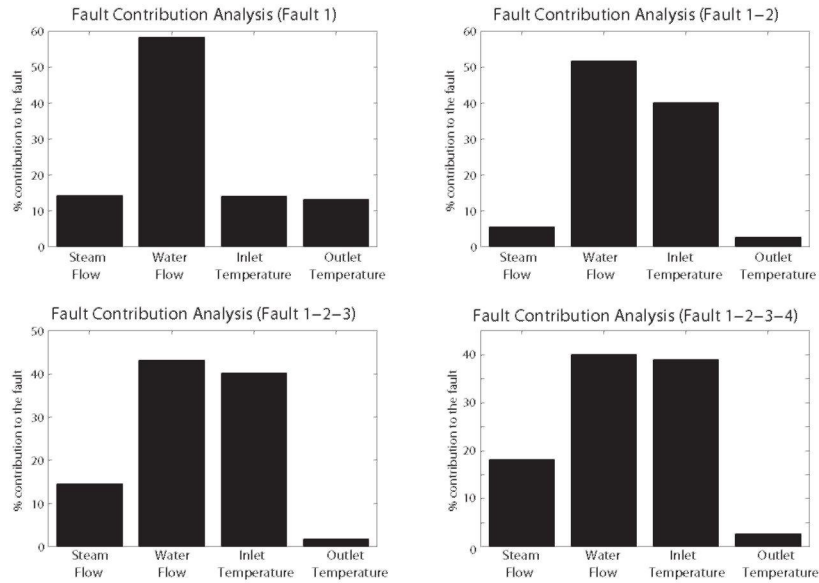 Fault Contribution Analysis (Fault 1)
% contribution to the fault
60
50
40
30
20
10
0
Steam Water Inlet Outlet
Flow Flow Temperature Temperature
Fault Contribution Analysis (Fault 1-2)
% contribution to the fault
60
50
40
30
20
10
0
Steam Water Inlet Outlet
Flow Flow Temperature Temperature
Fault Contribution Analysis (Fault 1-2-3)
% contribution to the fault
50
40
30
20
10
0
Steam Water Inlet Outlet
Flow Flow Temperature Temperature
Fault Contribution Analysis (Fault 1-2-3-4)
% contribution to the fault
40
30
20
10
0
Steam Water Inlet Outlet
Flow Flow Temperature Temperature